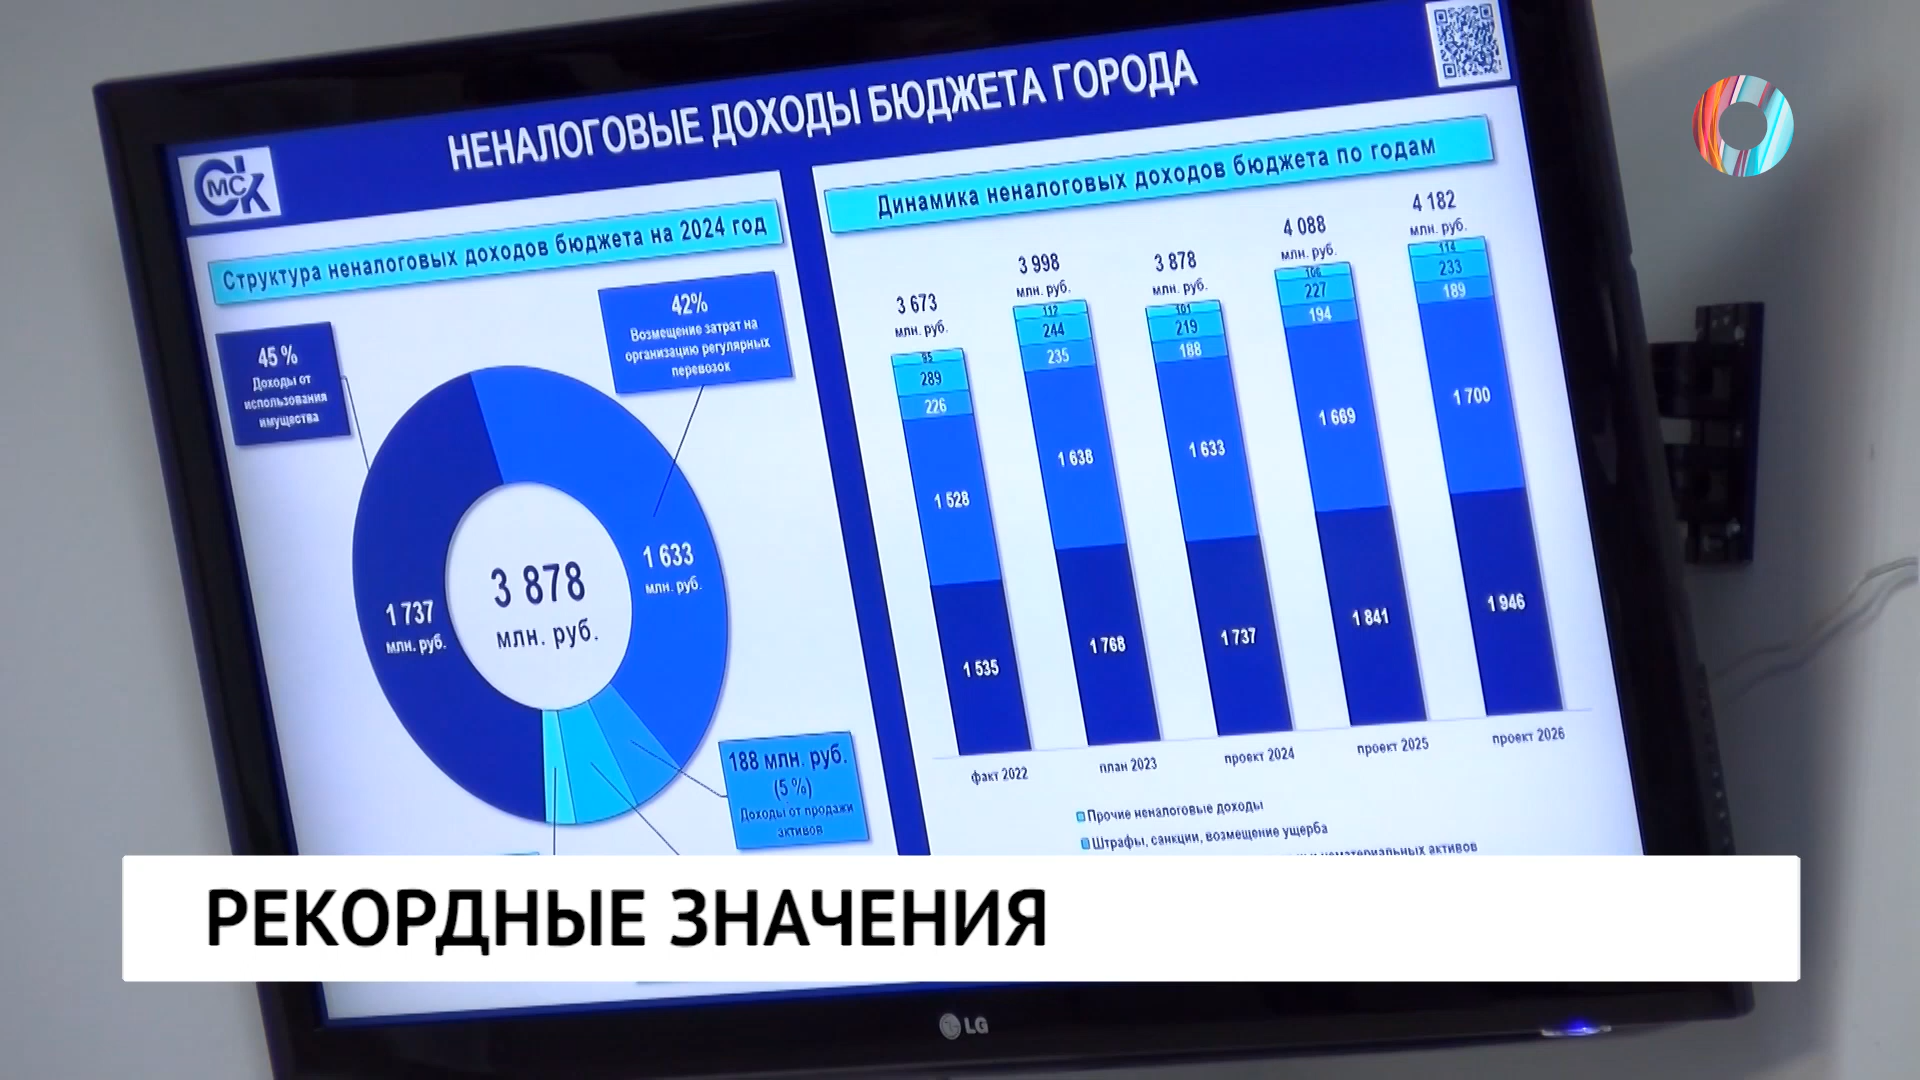 НЕНАЛОГОВЫЕ ДОХОДЫ БЮДЖЕТА ГОРОДА
ОМСК
Структура неналоговых доходов бюджета на 2024 год
45 %
Доходы от
использования
имущества
42%
Возмещение затрат на
организацию регулярных
перевозок
1 737
млн. руб.
3 878
млн. руб.
1 633
млн. руб.
188 млн. руб.
(5 %)
Доходы от продажи
активов
Динамика неналоговых доходов бюджета по годам
3 673
млн. руб.
95
289
226
1 528
1 535
факт 2022
3 998
млн. руб.
112
244
235
1 638
1 768
план 2023
3 878
млн. руб.
101
219
188
1 633
1 737
проект 2024
4 088
млн. руб.
106
227
194
1 669
1 841
проект 2025
4 182
млн. руб.
114
233
189
1 700
1 946
проект 2026
Прочие неналоговые доходы
Штрафы, санкции, возмещение ущерба
и нематериальных активов
РЕКОРДНЫЕ ЗНАЧЕНИЯ
LG